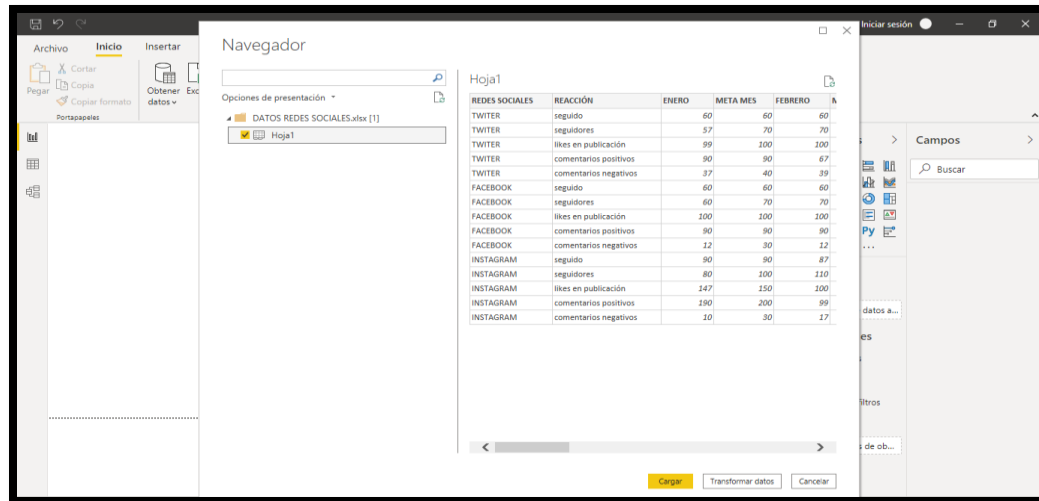 Iniciar sesión
Archivo Inicio Insertar
Pegar
Cortar
Copia
Copiar formato
Portapapeles
Obtener datos
Navegador
Opciones de presentación
DATOS REDES SOCIALES.xlsx [1]
Hoja1
Hoja1
REDES SOCIALES REACCIÓN ENERO META MES FEBRERO
TWITER seguido 60 60 60
TWITER seguidores 57 70 70
TWITER likes en publicación 99 100 100
TWITER comentarios positivos 90 90 67
TWITER comentarios negativos 37 40 39
FACEBOOK seguido 60 60 60
FACEBOOK seguidores 60 70 70
FACEBOOK likes en publicación 100 100 100
FACEBOOK comentarios positivos 90 90 90
FACEBOOK comentarios negativos 12 30 12
INSTAGRAM seguido 90 90 87
INSTAGRAM seguidores 80 100 110
INSTAGRAM likes en publicación 147 150 100
INSTAGRAM comentarios positivos 190 200 99
INSTAGRAM comentarios negativos 10 30 17
Cargar Transformar datos Cancelar
Campos
Buscar
Py
datos a...
es
filtros
de ob...